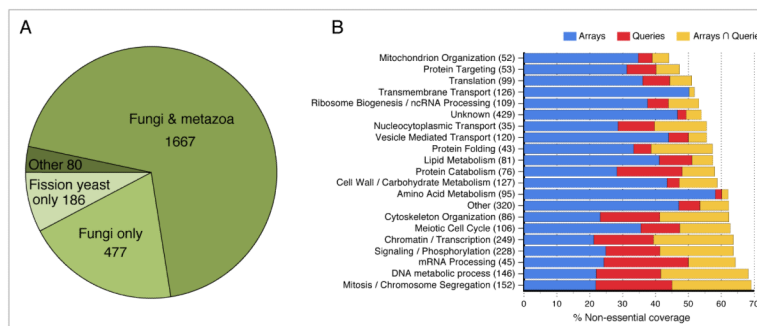 A
Fungi & metazoa
1667
Other 80
Fission yeast
only 186
Fungi only
477
B
Arrays
Queries
Arrays ∩ Querie
Mitochondrion Organization (52)
Protein Targeting (53)
Translation (99)
Transmembrane Transport (126)
Ribosome Biogenesis / ncRNA Processing (109)
Unknown (429)
Nucleocytoplasmic Transport (35)
Vesicle Mediated Transport (120)
Protein Folding (43)
Lipid Metabolism (81)
Protein Catabolism (76)
Cell Wall / Carbohydrate Metabolism (127)
Amino Acid Metabolism (95)
Other (320)
Cytoskeleton Organization (86)
Meiotic Cell Cycle (106)
Chromatin / Transcription (249)
Signaling / Phosphorylation (228)
mRNA Processing (45)
DNA metabolic process (146)
Mitosis / Chromosome Segregation (152)
0 10 20 30 40 50 60 70
% Non-essential coverage